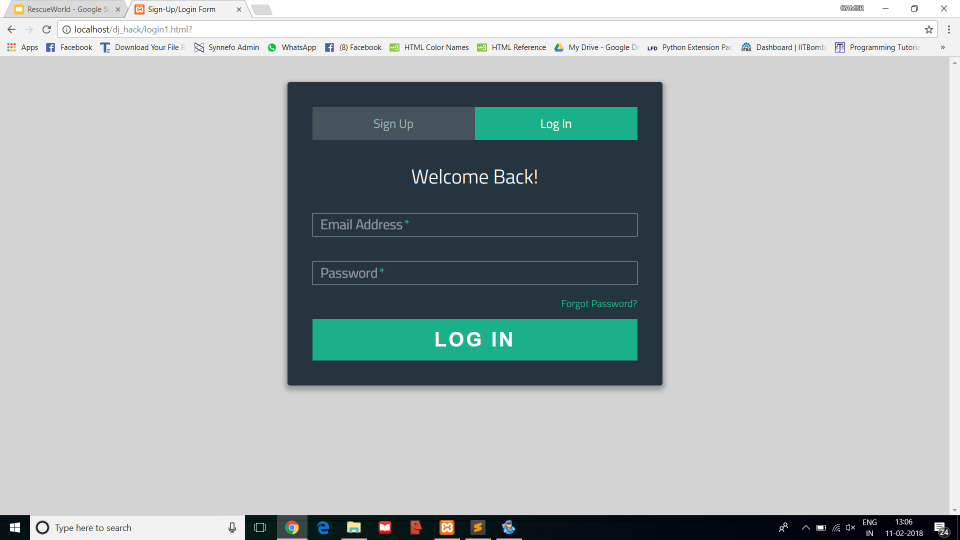 RescueWorld - Google S
Sign-Up/Login Form
GAMER
localhost/dj_hack/login1.html?
Apps
Facebook
Download Your File
Synnefo Admin
WhatsApp
(8) Facebook
HTML Color Names
HTML Reference
My Drive - Google D
LFD Python Extension Pac
Dashboard | IITBomb
Programming Tutori
»
Sign Up
Log In
Welcome Back!
Email Address*
Password*
Forgot Password?
LOG IN
Type here to search
ENG
IN
13:06
11-02-2018
24